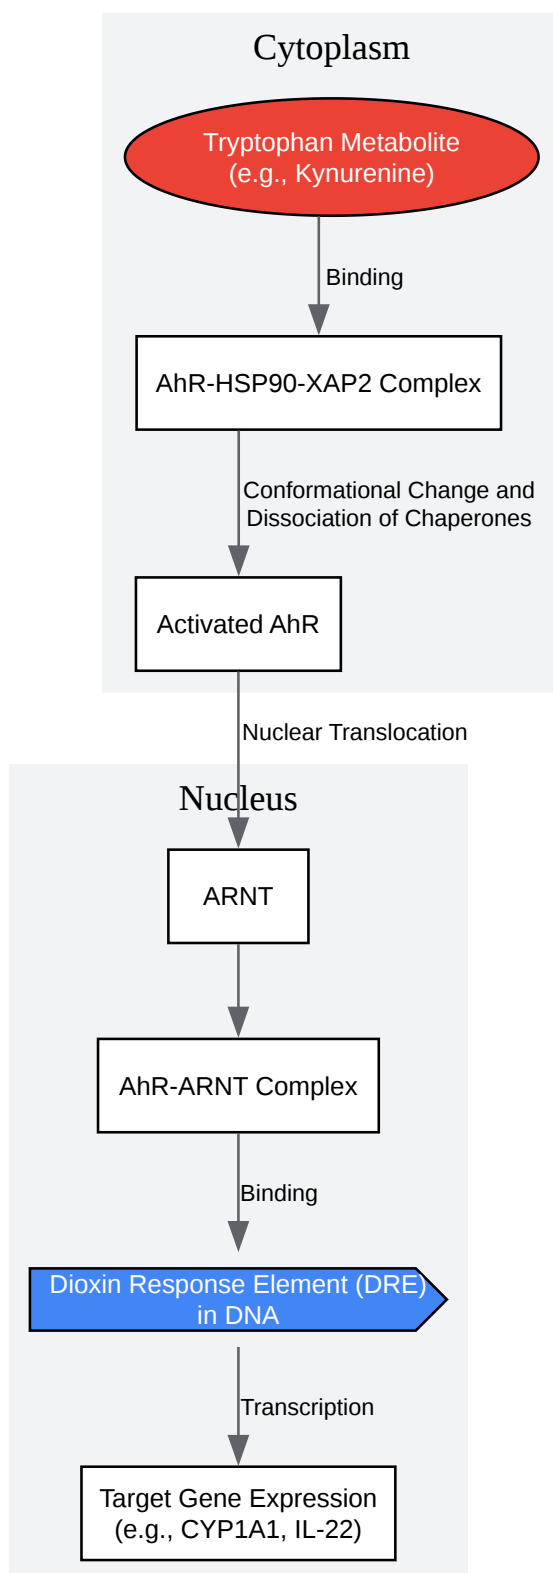 Cytoplasm
Tryptophan Metabolite
(e.g., Kynurenine)
Binding
AhR-HSP90-XAP2 Complex
Conformational Change and
Dissociation of Chaperones
Activated AhR
Nuclear Translocation
Nucleus
ARNT
AhR-ARNT Complex
Binding
Dioxin Response Element (DRE)
in DNA
Transcription
Target Gene Expression
(e.g., CYP1A1, IL-22)